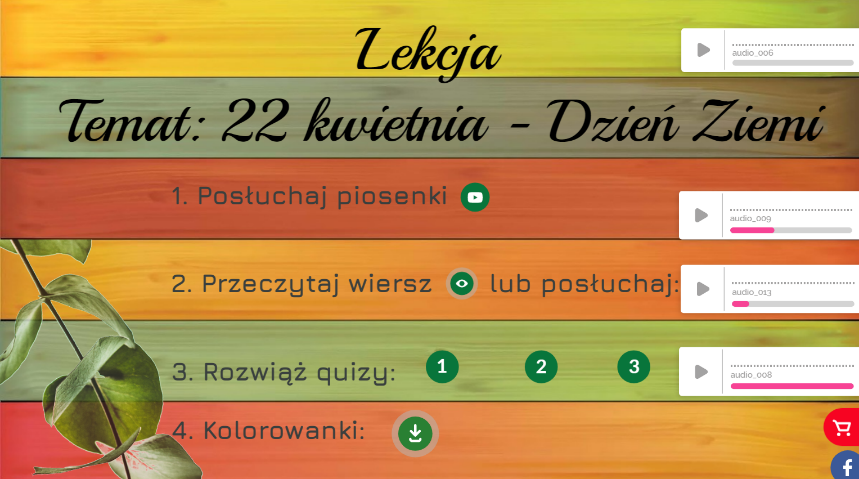 Lekcja
audio_006
Temat: 22 kwietnia - Dzień Ziemi
1. Posłuchaj piosenki
audio_009
2. Przeczytaj wiersz lub posłuchaj:
audio_013
3. Rozwiąż quizy: 1 2 3
audio_008
4. Kolorowanki: